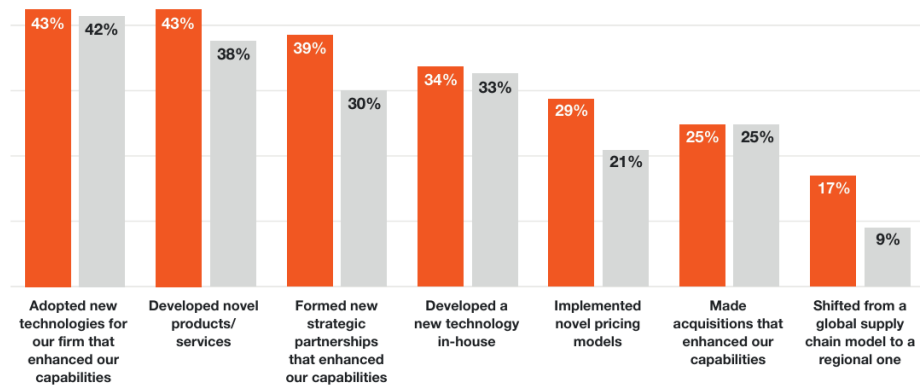 43%
42%
43%
38%
39%
30%
34%
33%
29%
21%
25%
25%
17%
9%
Adopted new
technologies for
our firm that
enhanced our
capabilities
Developed novel
products/
services
Formed new
strategic
partnerships
that enhanced
our capabilities
Developed a
new technology
in-house
Implemented
novel pricing
models
Made
acquisitions that
enhanced our
capabilities
Shifted from a
global supply
chain model to a
regional one